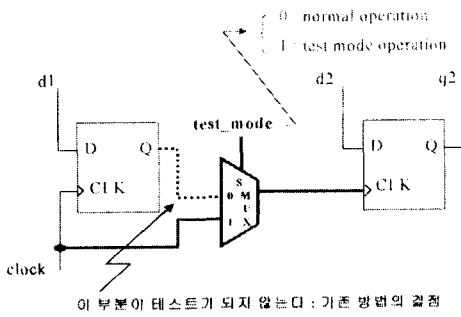 0 : normal operation
1 : test mode operation
d1
d2
q2
test_mode
D Q
CLK
S
0 M
U
1 X
D Q
CLK
clock
이 부분이 테스트가 되지 않는다 : 기존 방법의 결점